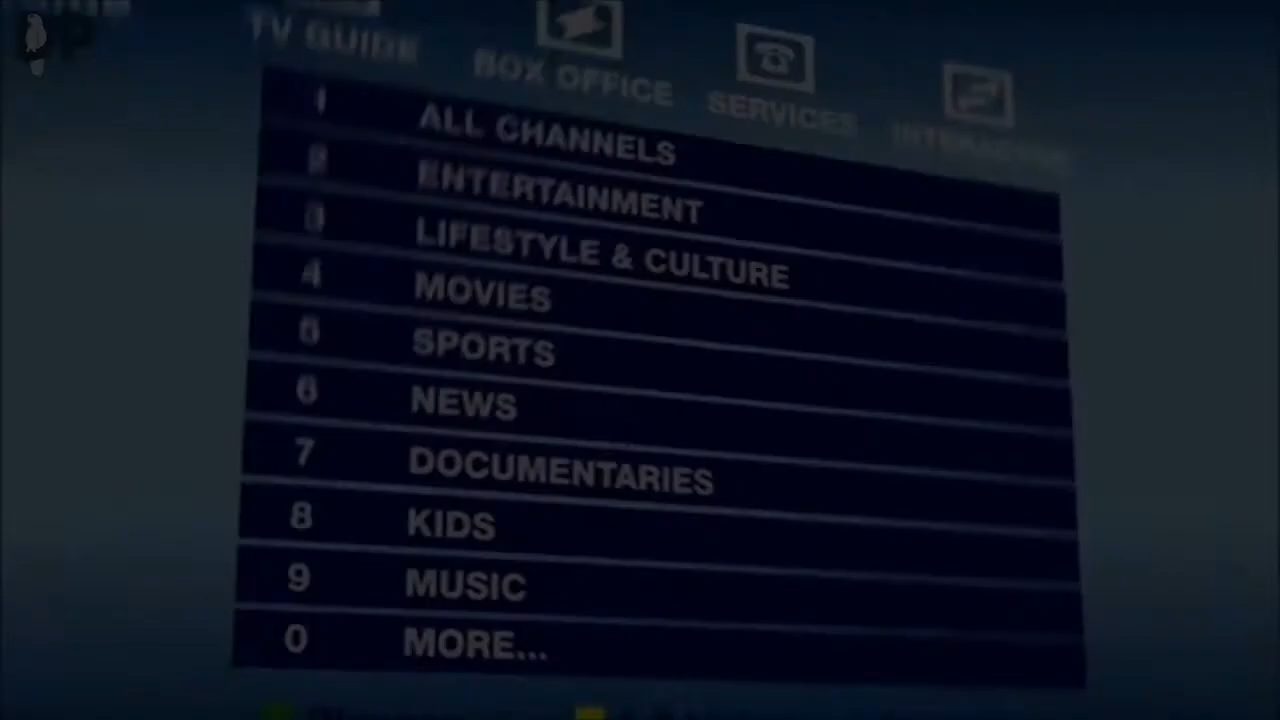 TV GUIDE
BOX OFFICE
SERVICES
INTERACTIVE
1 ALL CHANNELS
2 ENTERTAINMENT
3 LIFESTYLE & CULTURE
4 MOVIES
5 SPORTS
6 NEWS
7 DOCUMENTARIES
8 KIDS
9 MUSIC
0 MORE...